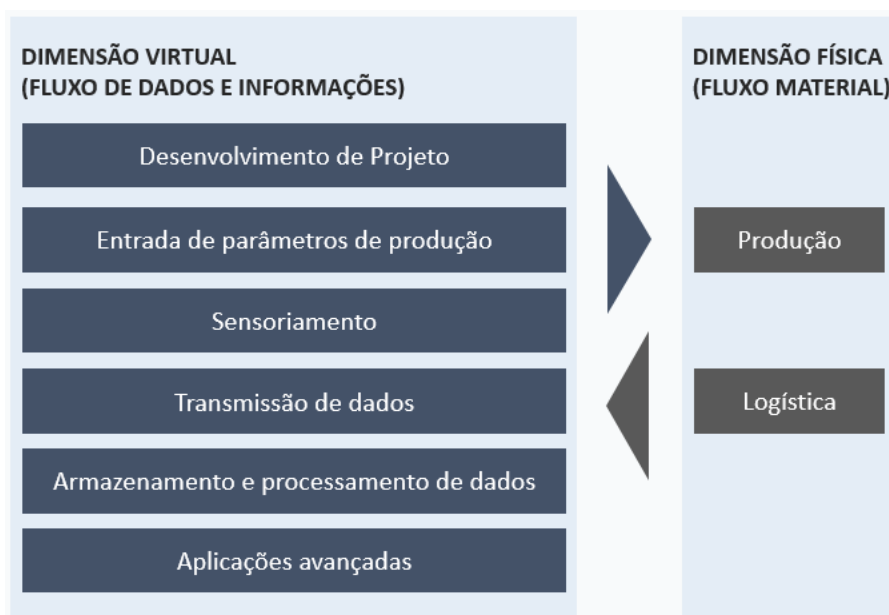 DIMENSÃO VIRTUAL
(FLUXO DE DADOS E INFORMAÇÕES)
Desenvolvimento de Projeto
Entrada de parâmetros de produção
Sensoriamento
Transmissão de dados
Armazenamento e processamento de dados
Aplicações avançadas
DIMENSÃO FÍSICA
(FLUXO MATERIAL)
Produção
Logística